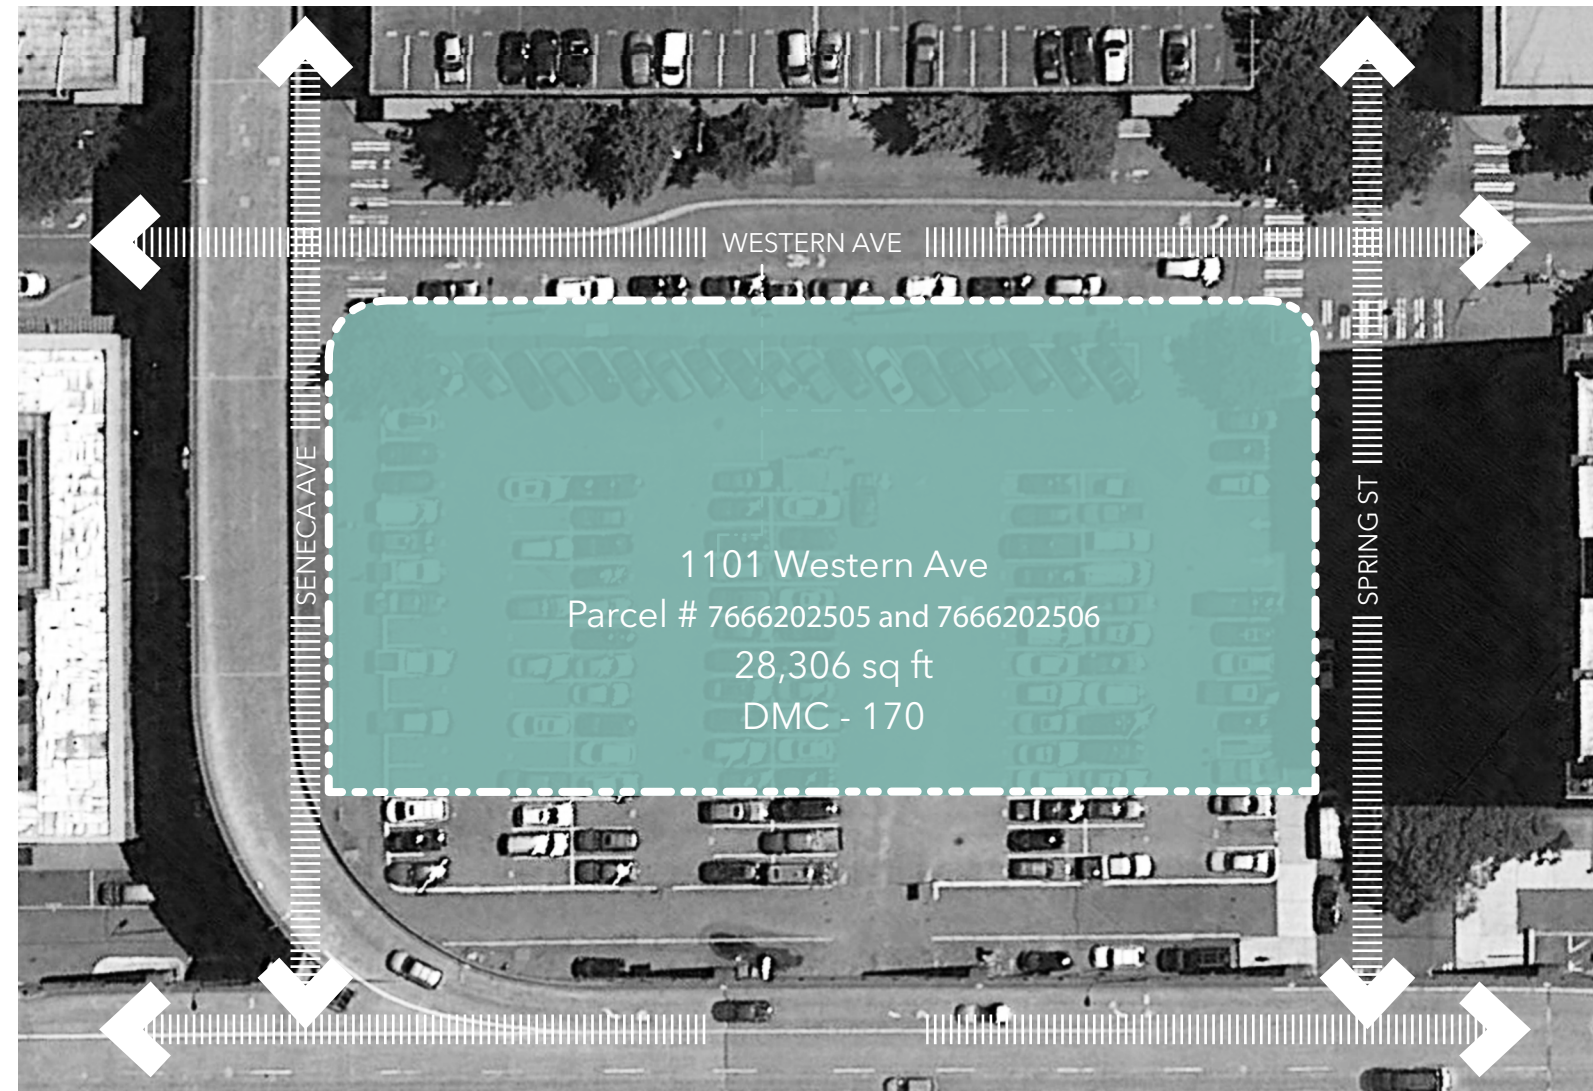 WESTERN AVE
SENECA AVE
SPRING ST
1101 Western Ave
Parcel # 7666202505 and 7666202506
28,306 sq ft
DMC - 170